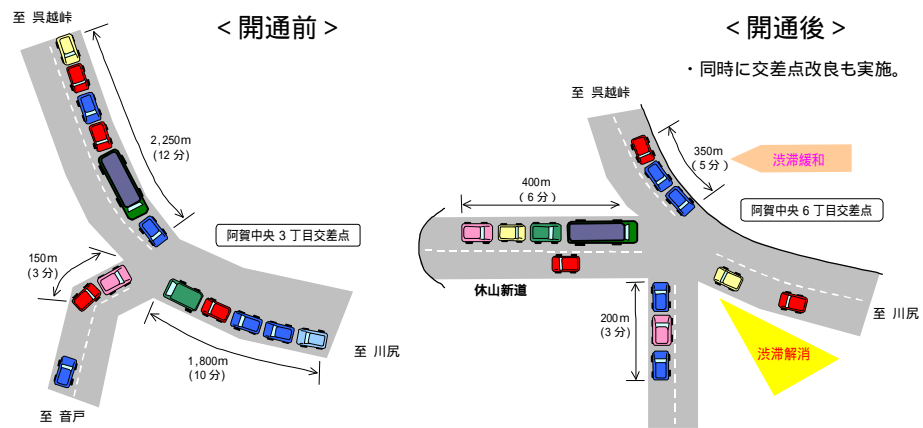 <開通前>
至 呉越峠
2,250m
(12分)
阿賀中央3丁目交差点
150m
(3分)
1,800m
(10分)
至 川尻
至 音戸
<開通後>
・同時に交差点改良も実施。
至 呉越峠
350m
(5分)
渋滞緩和
400m
(6分)
阿賀中央6丁目交差点
休山新道
200m
(3分)
至 川尻
渋滞解消